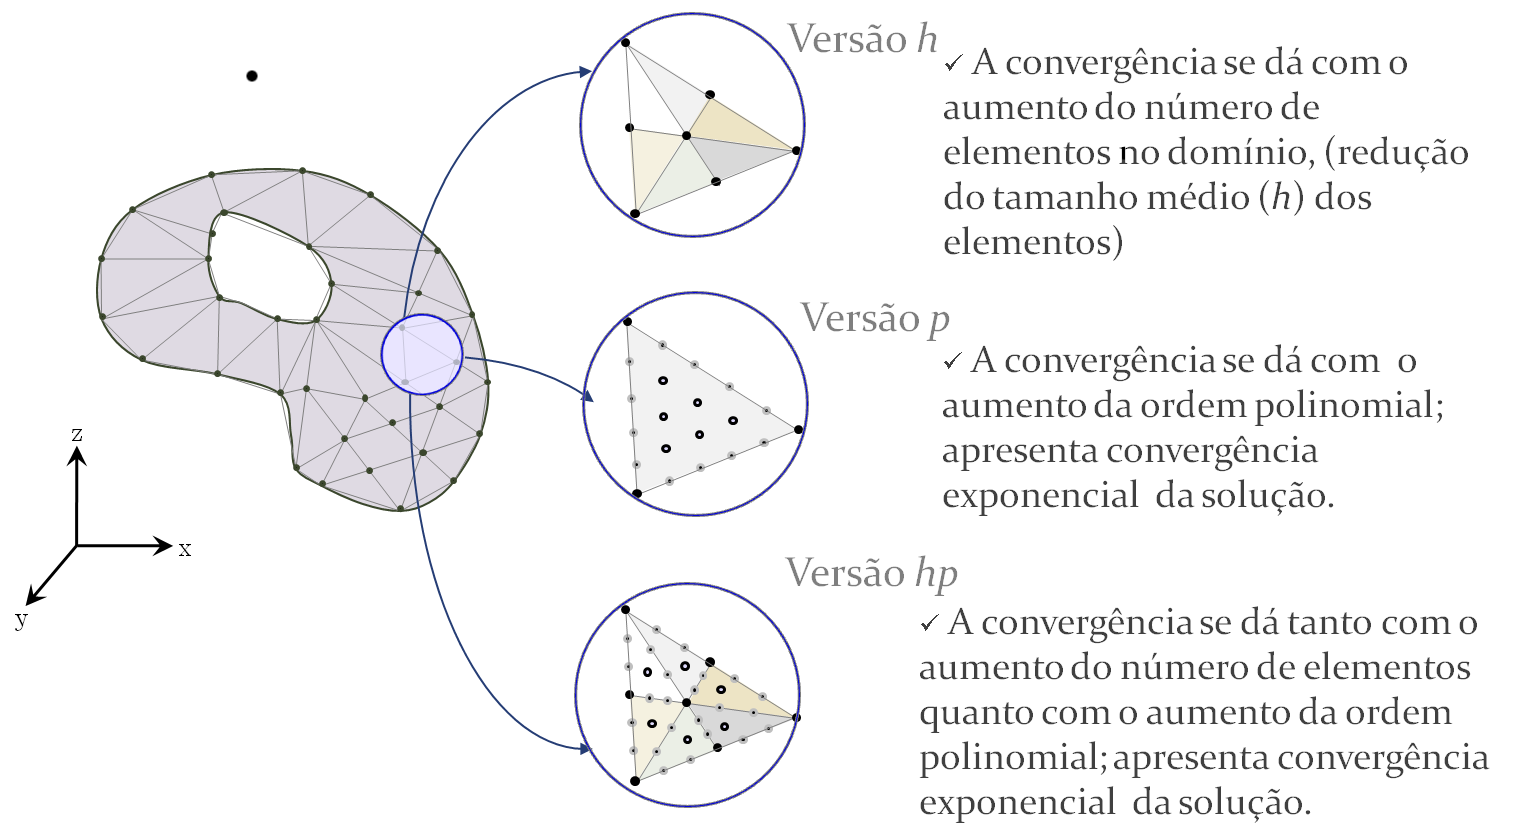 Versão h
✓ A convergência se dá com o
aumento do número de
elementos no domínio, (redução
do tamanho médio (h) dos
elementos)
Versão p
✓ A convergência se dá com o
aumento da ordem polinomial;
apresenta convergência
exponencial da solução.
z
x
y
Versão hp
✓ A convergência se dá tanto com o
aumento do número de elementos
quanto com o aumento da ordem
polinomial; apresenta convergência
exponencial da solução.